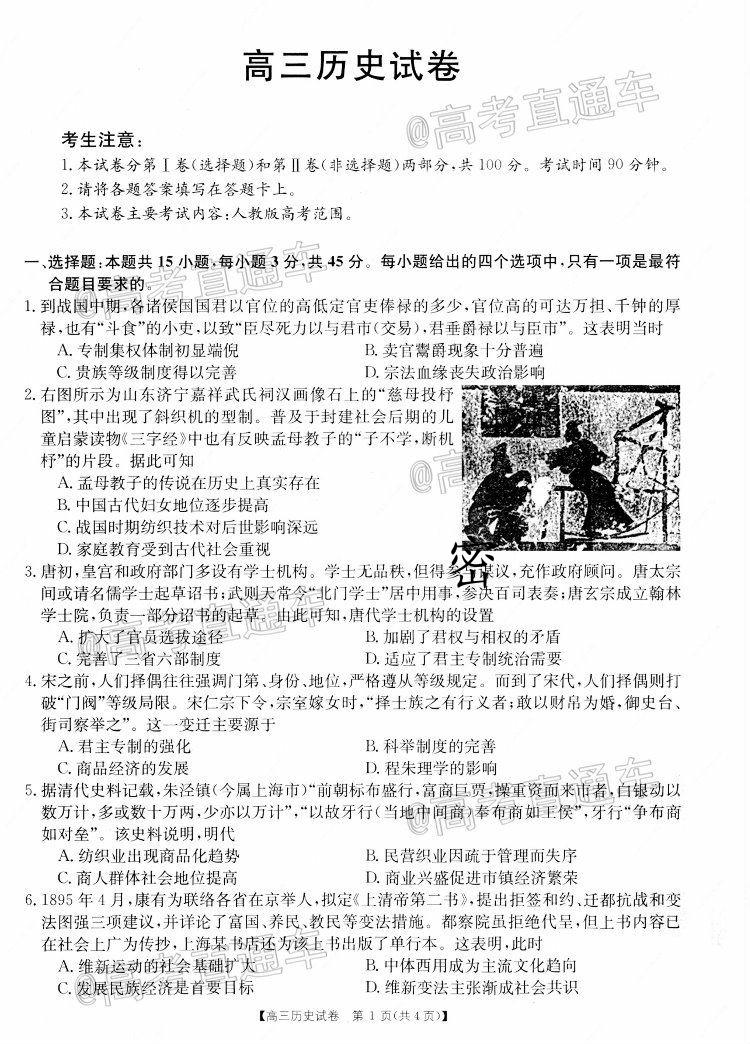 高三历史试卷
@高考直通车
考生注意:
1.本试卷分第Ⅰ卷(选择题)和第Ⅱ卷(非选择题)两部分,共100分。考试时间90分钟。
2.请将各题答案填写在答题卡上。
3.本试卷主要考试内容:人教版高考范围。
一、选择题:本题共15小题,每小题3分,共45分。每小题给出的四个选项中,只有一项是最符
合题目要求的。
@高考直通车
1.到战国中期,各诸侯国国君以官位的高低定官吏俸禄的多少,官位高的可达万担、千钟的厚
禄,也有“斗食”的小吏,以致“臣尽死力以与君市(交易),君垂爵禄以与臣市”。这表明当时
A.专制集权体制初显端倪 B.卖官鬻爵现象十分普遍
C.贵族等级制度得以完善 D.宗法血缘丧失政治影响
2.右图所示为山东济宁嘉祥武氏祠汉画像石上的“慈母投杼
图”,其中出现了斜织机的型制。普及于封建社会后期的儿
童启蒙读物《三字经》中也有反映孟母教子的“子不学,断机
杼”的片段。据此可知
@高考直通车
A.孟母教子的传说在历史上真实存在
B.中国古代妇女地位逐步提高
C.战国时期纺织技术对后世影响深远
D.家庭教育受到古代社会重视
密
3.唐初,皇宫和政府部门多设有学士机构。学士无品秩,但得参与谋议,充作政府顾问。唐太宗
间或请名儒学士起草诏书;武则天常令“北门学士”居中用事,参决百司表奏;唐玄宗成立翰林
学士院,负责一部分诏书的起草。由此可知,唐代学士机构的设置
@高考直通车
A.扩大了官员选拔途径 B.加剧了君权与相权的矛盾
C.完善了三省六部制度 D.适应了君主专制统治需要
4.宋之前,人们择偶往往强调门第、身份、地位,严格遵从等级规定。而到了宋代,人们择偶则打
破“门阀”等级局限。宋仁宗下令,宗室嫁女时,“择士族之有行义者;敢以财帛为婚,御史台、
街司察举之”。这一变迁主要源于
A.君主专制的强化 B.科举制度的完善
C.商品经济的发展 D.程朱理学的影响
@高考直通车
5.据清代史料记载,朱泾镇(今属上海市)“前朝标布盛行,富商巨贾,操重资而来市者,白银动以
数万计,多或数十万两,少亦以万计”,“以故牙行(当地中间商)奉布商如王侯”,牙行“争布商
如对垒”。该史料说明,明代
A.纺织业出现商品化趋势 B.民营织业因疏于管理而失序
C.商人群体社会地位提高 D.商业兴盛促进市镇经济繁荣
6.1895年4月,康有为联络各省在京举人,拟定《上清帝第二书》,提出拒签和约、迁都抗战和变
法图强三项建议,并详论了富国、养民、教民等变法措施。都察院虽拒绝代呈,但上书内容已
在社会上广为传抄,上海某书店还为该上书出版了单行本。这表明,此时
@高考直通车
A.维新运动的社会基础扩大 B.中体西用成为主流文化趋向
C.发展民族经济是首要目标 D.维新变法主张渐成社会共识
【高三历史试卷 第1页(共4页)】